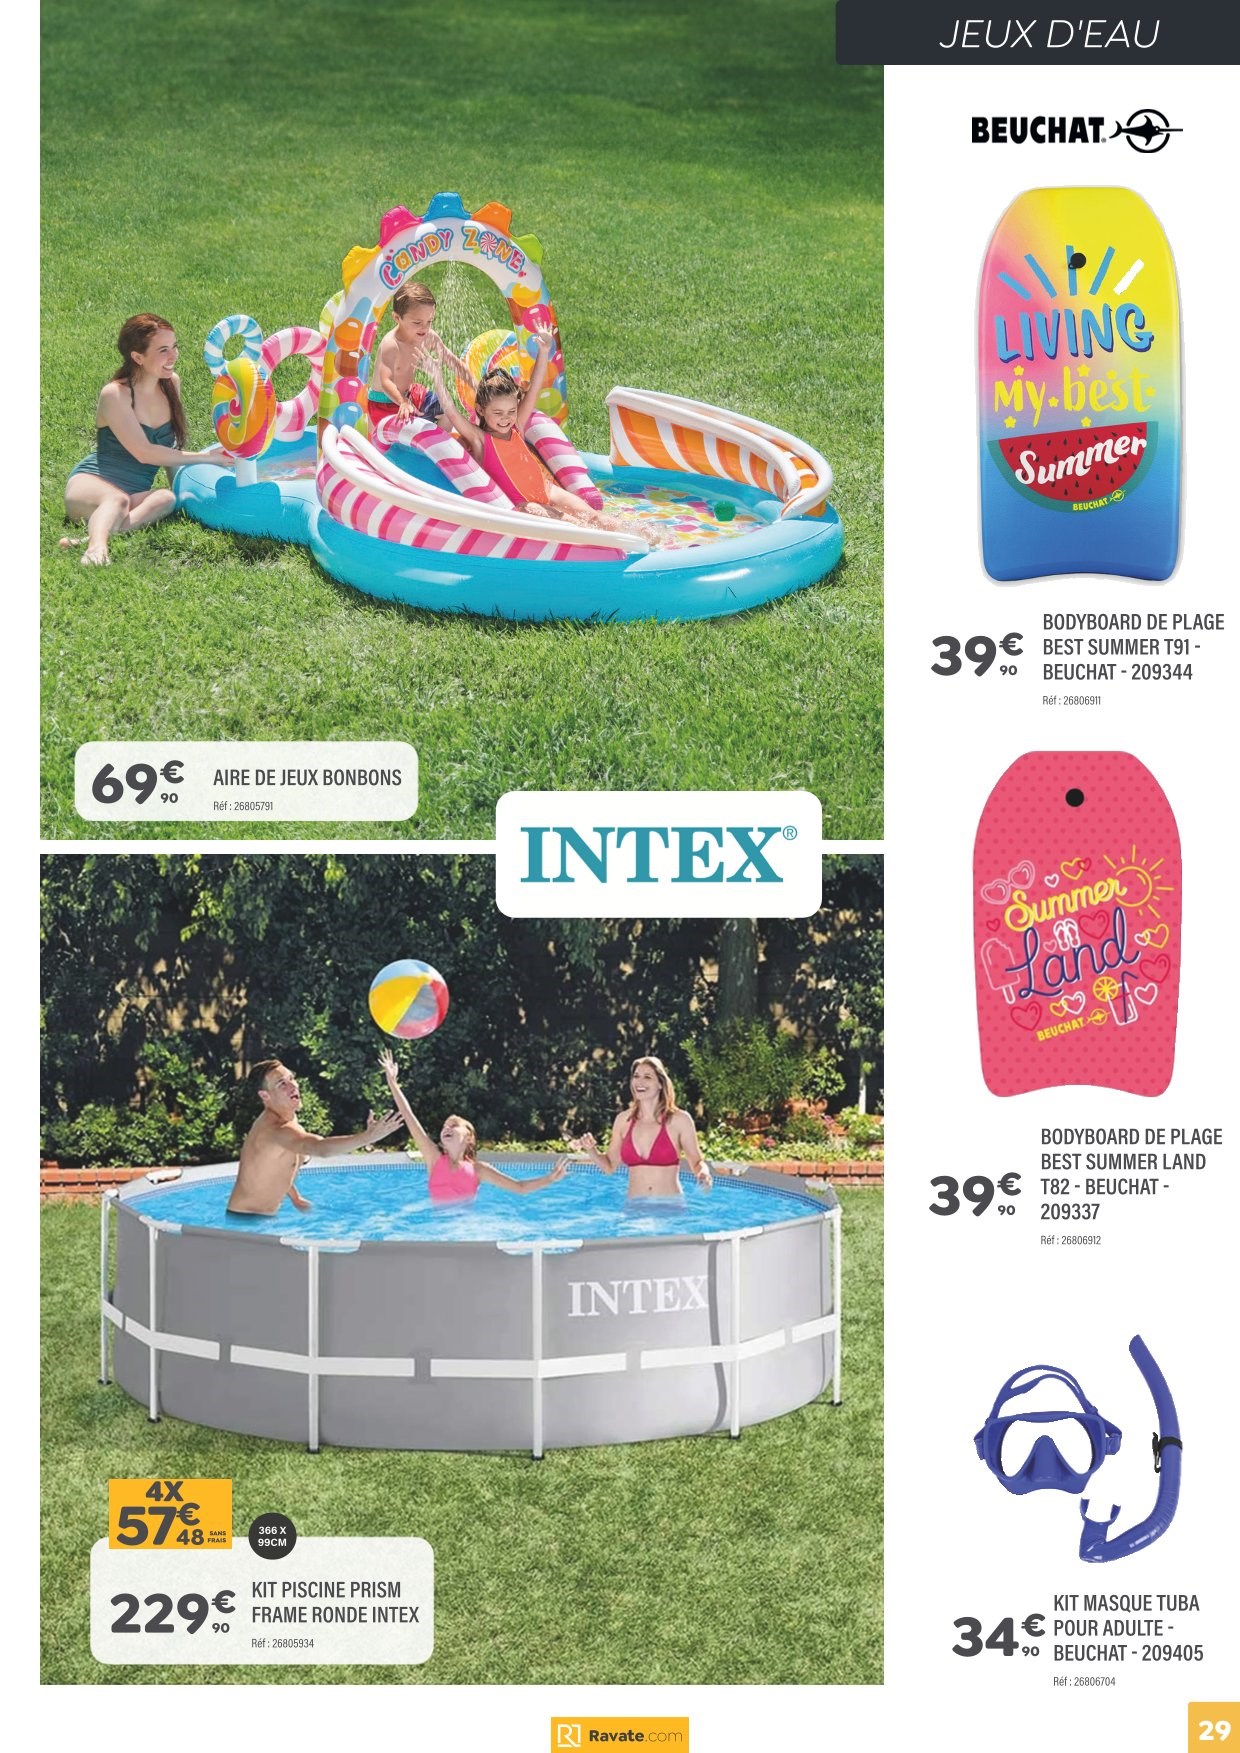 JEUX D'EAU
BEUCHAT
CANDY ZONE
LIVING
My best
Summer
BEUCHAT
39€90
BODYBOARD DE PLAGE
BEST SUMMER T91 -
BEUCHAT - 209344
Réf : 26806911
69€90
AIRE DE JEUX BONBONS
Réf : 26805791
INTEX®
Summer
Land
BEUCHAT
39€90
BODYBOARD DE PLAGE
BEST SUMMER LAND
T82 - BEUCHAT -
209337
Réf : 26806912
INTEX
4X
57€48 SANS FRAIS
366 X
99CM
229€90
KIT PISCINE PRISM
FRAME RONDE INTEX
Réf : 26805934
34€90
KIT MASQUE TUBA
POUR ADULTE -
BEUCHAT - 209405
Réf : 26806704
Ravate.com
29